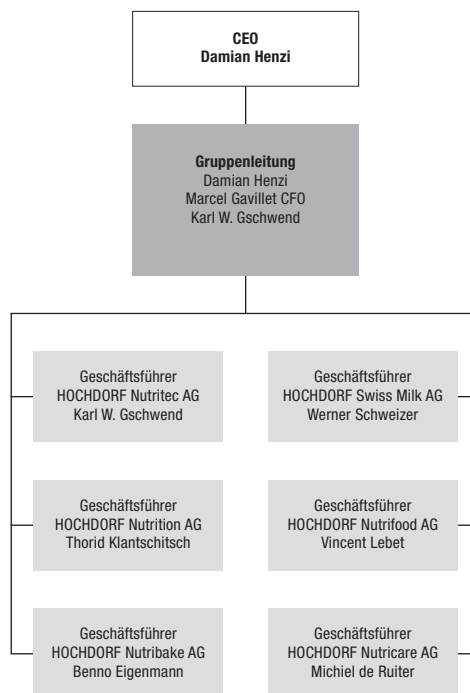 CEO
Damian Henzi
Gruppenleitung
Damian Henzi
Marcel Gavillet CFO
Karl W. Gschwend
Geschäftsführer
HOCHDORF Nutritec AG
Karl W. Gschwend
Geschäftsführer
HOCHDORF Swiss Milk AG
Werner Schweizer
Geschäftsführer
HOCHDORF Nutrition AG
Thorid Klantschitsch
Geschäftsführer
HOCHDORF Nutrifood AG
Vincent Lebet
Geschäftsführer
HOCHDORF Nutribake AG
Benno Eigenmann
Geschäftsführer
HOCHDORF Nutricare AG
Michiel de Ruiter